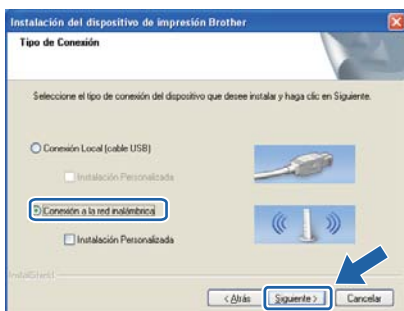 Instalación del dispositivo de impresión Brother
Tipo de Conexión
Seleccione el tipo de conexión del dispositivo que desee instalar y haga clic en Siguiente.
Conexión Local (cable USB)
Instalación Personalizada
Conexión a la red inalámbrica
Instalación Personalizada
InstallShield
< Atrás
Siguiente >
Cancelar